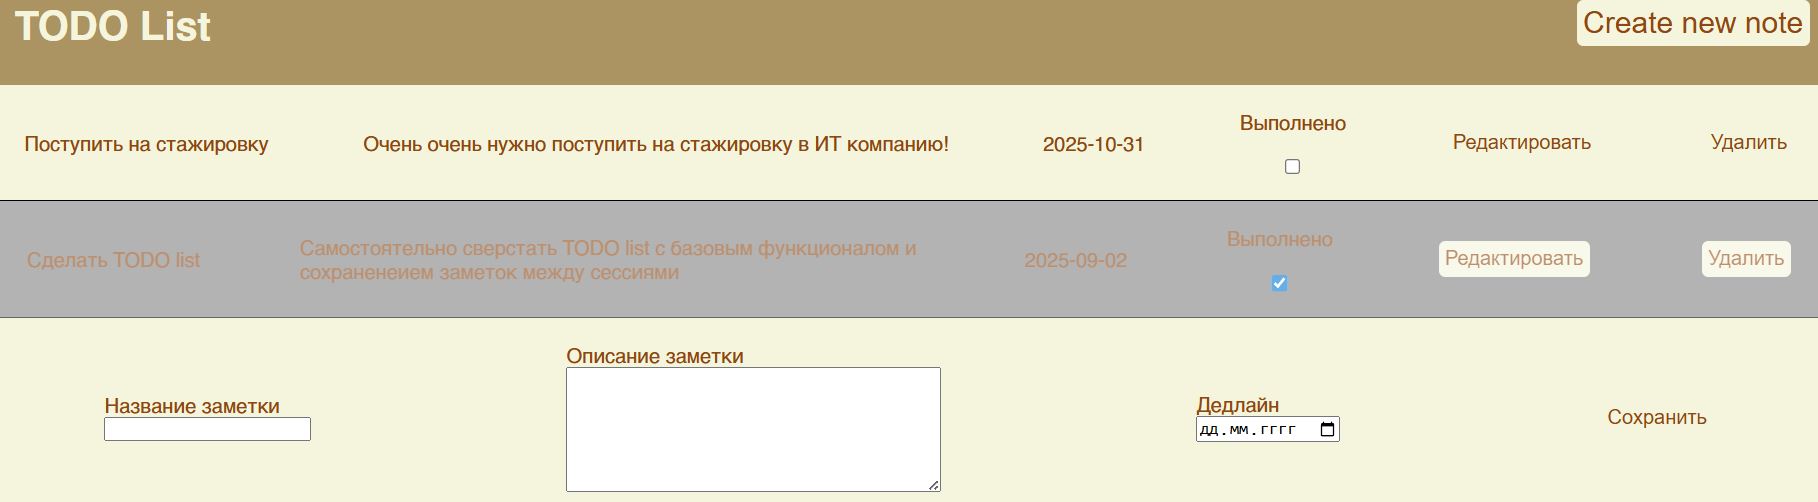 TODO List
Create new note
Поступить на стажировку
Очень очень нужно поступить на стажировку в ИТ компанию!
2025-10-31
Выполнено
Редактировать
Удалить
Сделать TODO list
Самостоятельно сверстать TODO list с базовым функционалом и
сохраненеием заметок между сессиями
2025-09-02
Выполнено
Редактировать
Удалить
Название заметки
Описание заметки
Дедлайн
дд.мм.гггг
Сохранить